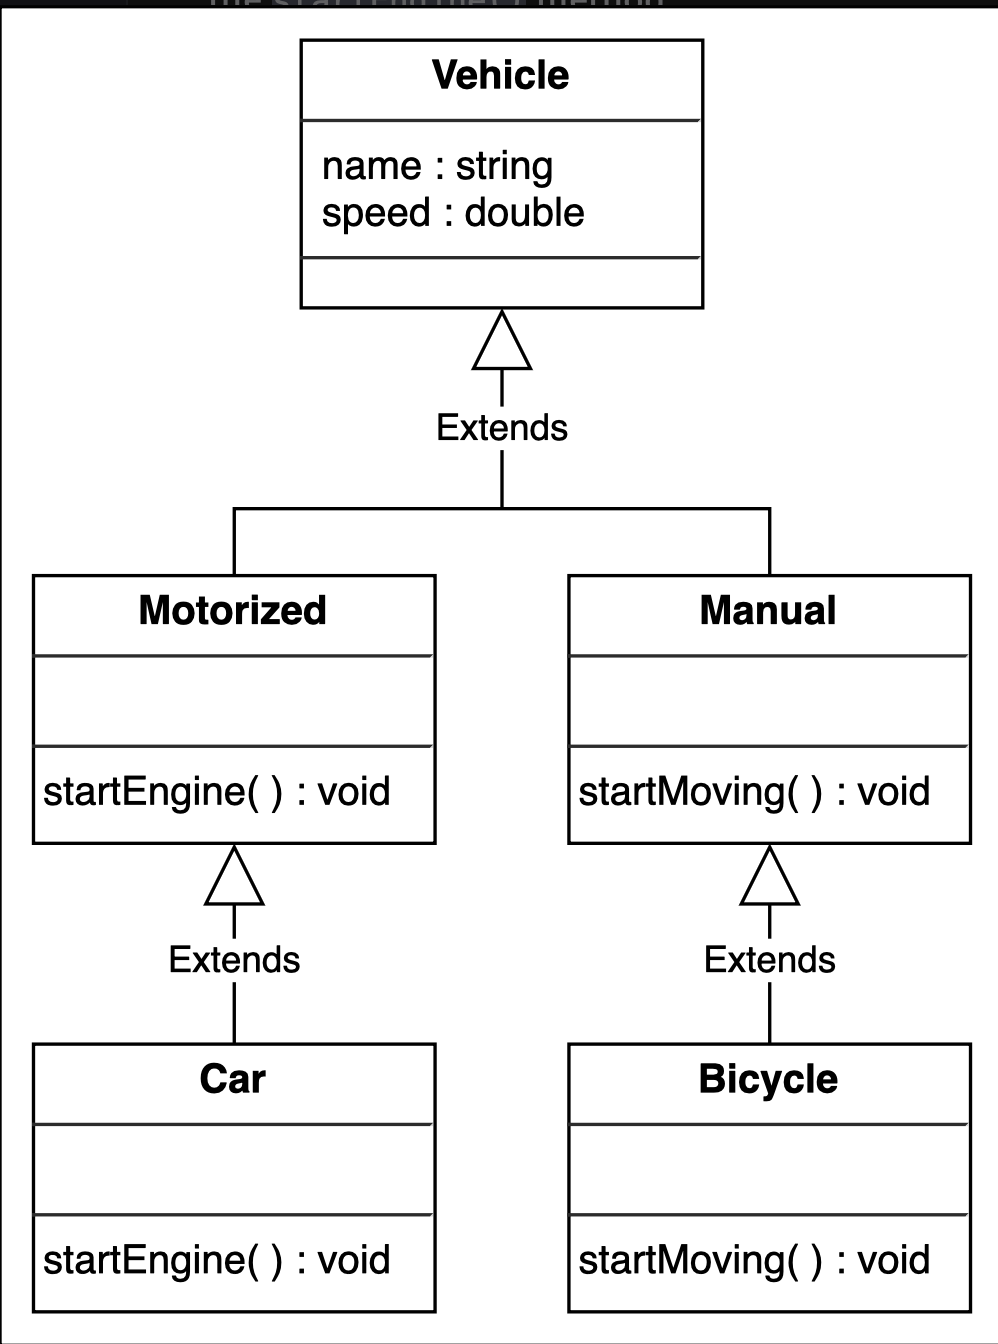 Vehicle
name : string
speed : double
Extends
Motorized
Manual
startEngine( ) : void
startMoving( ) : void
Extends
Extends
Car
Bicycle
startEngine( ) : void
startMoving( ) : void